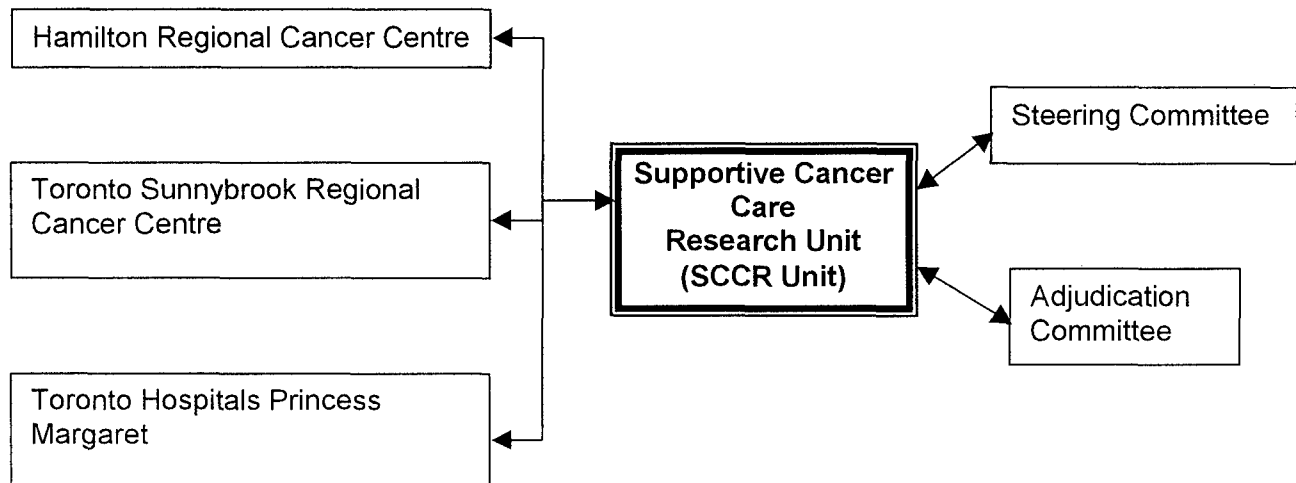 Hamilton Regional Cancer Centre
Toronto Sunnybrook Regional
Cancer Centre
Toronto Hospitals Princess
Margaret
Supportive Cancer
Care
Research Unit
(SCCR Unit)
Steering Committee
Adjudication
Committee